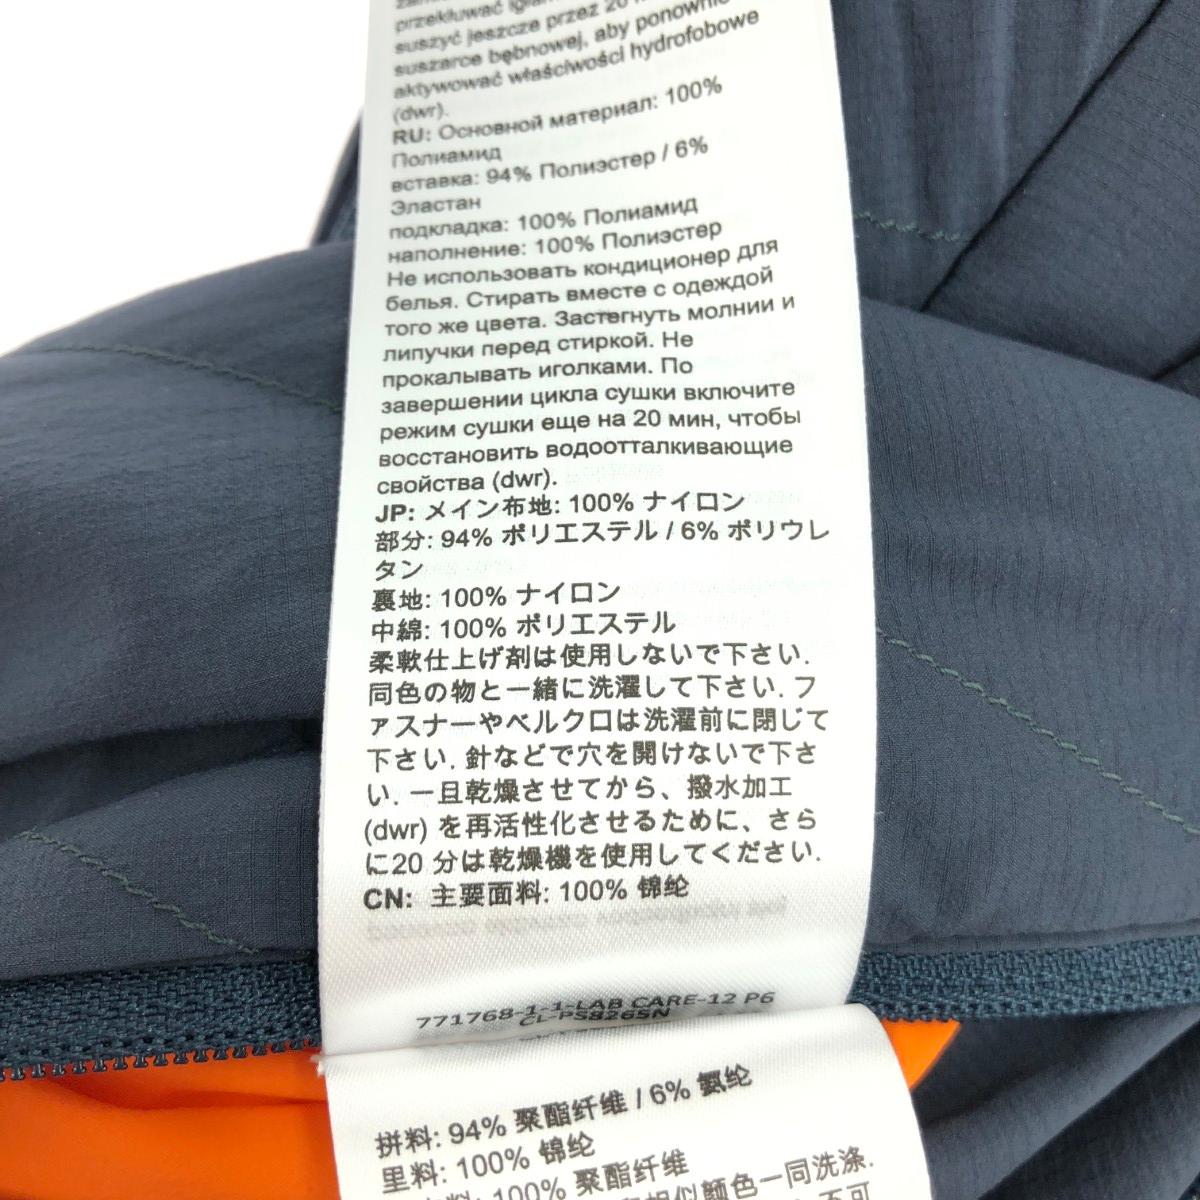 przekłuwać igłami
suszyć jeszcze przez 20
suszarce bębnowej, aby ponownie
aktywować właściwości hydrofobowe
(dwr).
RU: Основной материал: 100%
Полиамид
вставка: 94% Полиэстер / 6%
Эластан
подкладка: 100% Полиамид
наполнение: 100% Полиэстер
Не использовать кондиционер для
белья. Стирать вместе с одеждой
того же цвета. Застегнуть молнии и
липучки перед стиркой. Не
прокалывать иголками. По
завершении цикла сушки включите
режим сушки еще на 20 мин, чтобы
восстановить водоотталкивающие
свойства (dwr).
JP: メイン布地: 100% ナイロン
部分: 94% ポリエステル / 6% ポリウレ
タン
裏地: 100% ナイロン
中綿: 100% ポリエステル
柔軟仕上げ剤は使用しないで下さい.
同色の物と一緒に洗濯して下さい. フ
ァスナーやベルクロは洗濯前に閉じて
下さい. 針などで穴を開けないで下さ
い. 一旦乾燥させてから、撥水加工
(dwr) を再活性化させるために、さら
に20 分は乾燥機を使用してください.
CN: 主要面料: 100% 锦纶
771768-1-1-LAB CARE-12 P6
CL-PS826SN
拼料: 94% 聚酯纤维 / 6% 氨纶
里料: 100% 锦纶
100% 聚酯纤维
相似颜色一同洗涤.
不可